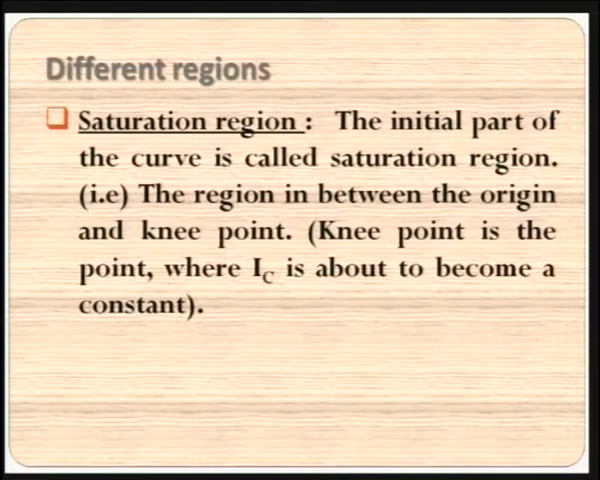 Different regions
Saturation region : The initial part of
the curve is called saturation region.
(i.e) The region in between the origin
and knee point. (Knee point is the
point, where IC is about to become a
constant).